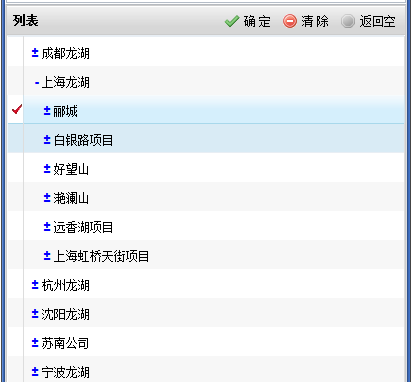 列表 确定 清除 返回空
±成都龙湖
-上海龙湖
±郦城
±白银路项目
±好望山
±滟澜山
±远香湖项目
±上海虹桥天街项目
±杭州龙湖
±沈阳龙湖
±苏南公司
±宁波龙湖